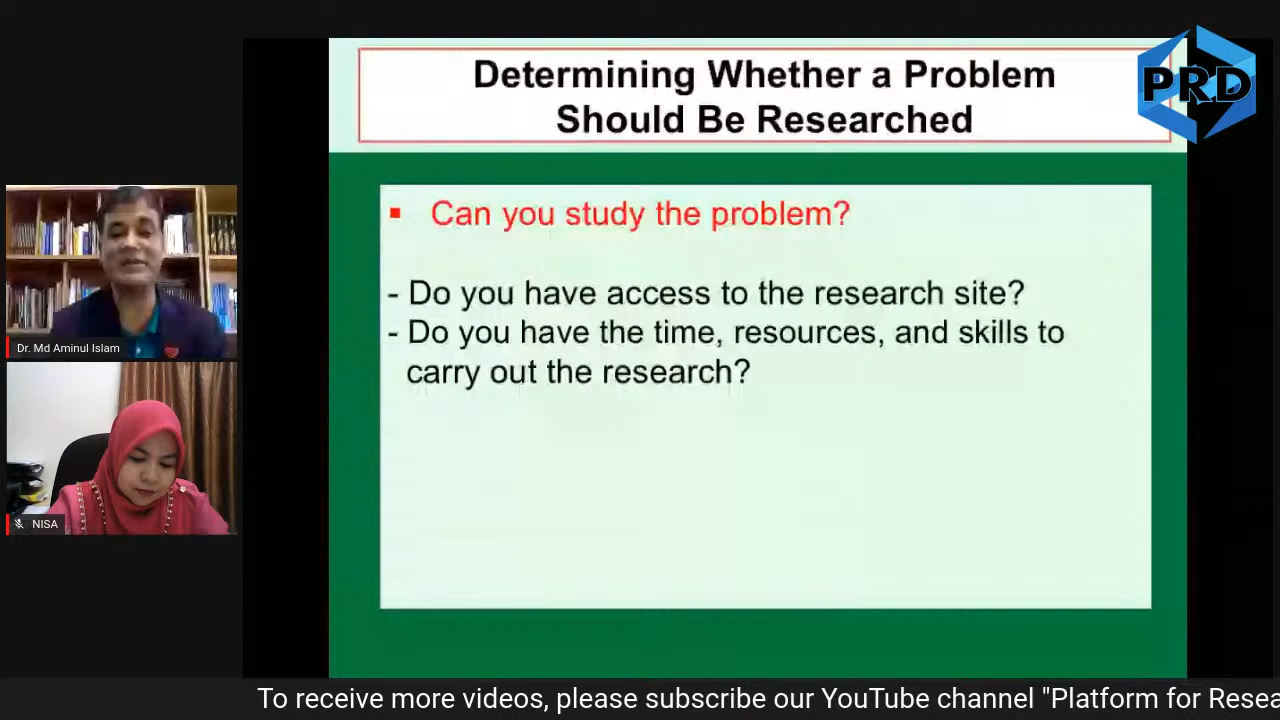 Determining Whether a Problem
Should Be Researched
PRD
▪ Can you study the problem?
- Do you have access to the research site?
- Do you have the time, resources, and skills to
carry out the research?
Dr. Md Aminul Islam
NISA
To receive more videos, please subscribe our YouTube channel "Platform for Resea